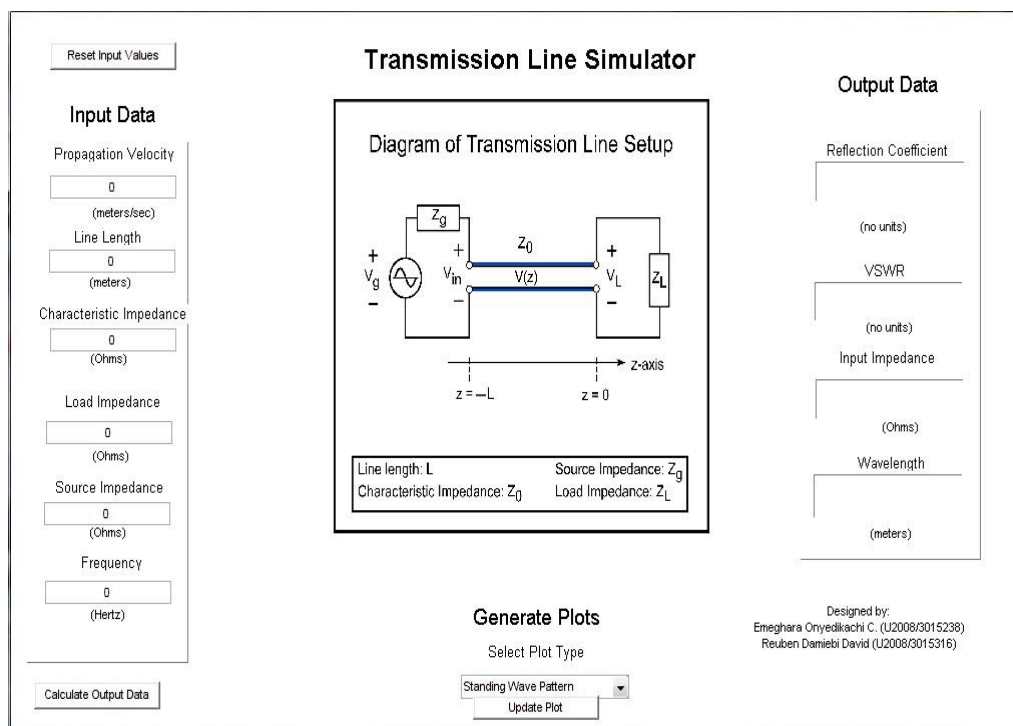 Reset Input Values
Transmission Line Simulator
Input Data
Propagation Velocity
0
(meters/sec)
Line Length
0
(meters)
Characteristic Impedance
0
(Ohms)
Load Impedance
0
(Ohms)
Source Impedance
0
(Ohms)
Frequency
0
(Hertz)
Calculate Output Data
Diagram of Transmission Line Setup
Zg
Z0
+ Vg −
+ Vin −
V(z)
+ VL −
ZL
z-axis
z = −L
z = 0
Line length: L
Source Impedance: Zg
Characteristic Impedance: Z0
Load Impedance: ZL
Generate Plots
Select Plot Type
Standing Wave Pattern
Update Plot
Output Data
Reflection Coefficient
(no units)
VSWR
(no units)
Input Impedance
(Ohms)
Wavelength
(meters)
Designed by:
Emeghara Onyedikachi C. (U2008/3015238)
Reuben Damiebi David (U2008/3015316)